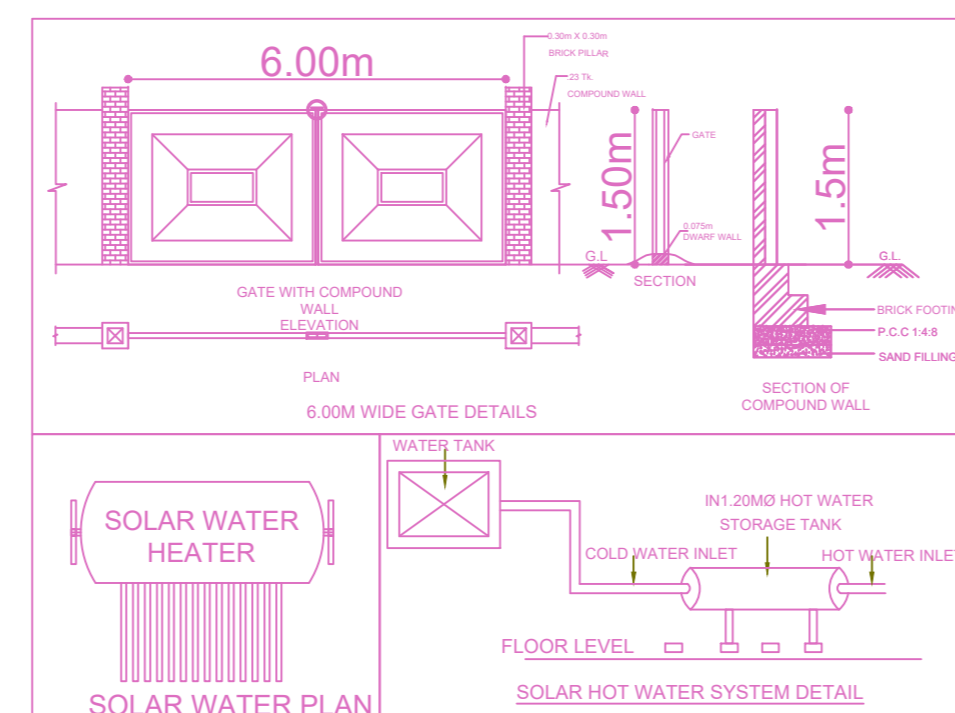 6.00m
0.30m X 0.30m
BRICK PILLAR
.23 Tk.
COMPOUND WALL
1.50m
GATE
0.075m
DWARF WALL
G.L
SECTION
1.5m
G.L.
GATE WITH COMPOUND
WALL
ELEVATION
BRICK FOOTIN
P.C.C 1:4:8
SAND FILLING
PLAN
SECTION OF
COMPOUND WALL
6.00M WIDE GATE DETAILS
SOLAR WATER
HEATER
SOLAR WATER PLAN
WATER TANK
IN1.20MØ HOT WATER
STORAGE TANK
COLD WATER INLET
HOT WATER INLET
FLOOR LEVEL
SOLAR HOT WATER SYSTEM DETAIL